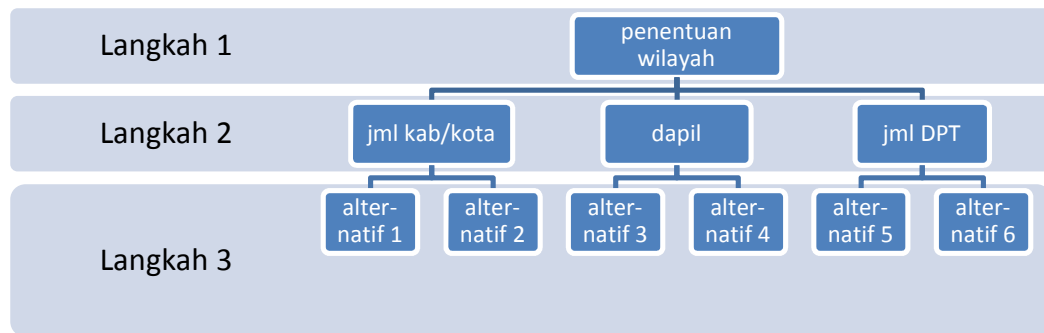 Langkah 1
penentuan
wilayah
Langkah 2
jml kab/kota
dapil
jml DPT
Langkah 3
alter-
natif 1
alter-
natif 2
alter-
natif 3
alter-
natif 4
alter-
natif 5
alter-
natif 6